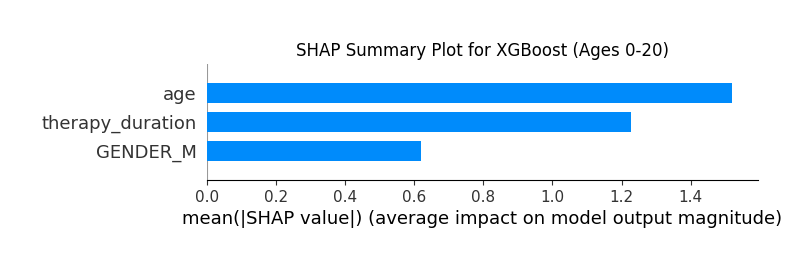 SHAP Summary Plot for XGBoost (Ages 0-20)
age
therapy_duration
GENDER_M
0.0 0.2 0.4 0.6 0.8 1.0 1.2 1.4
mean(|SHAP value|) (average impact on model output magnitude)